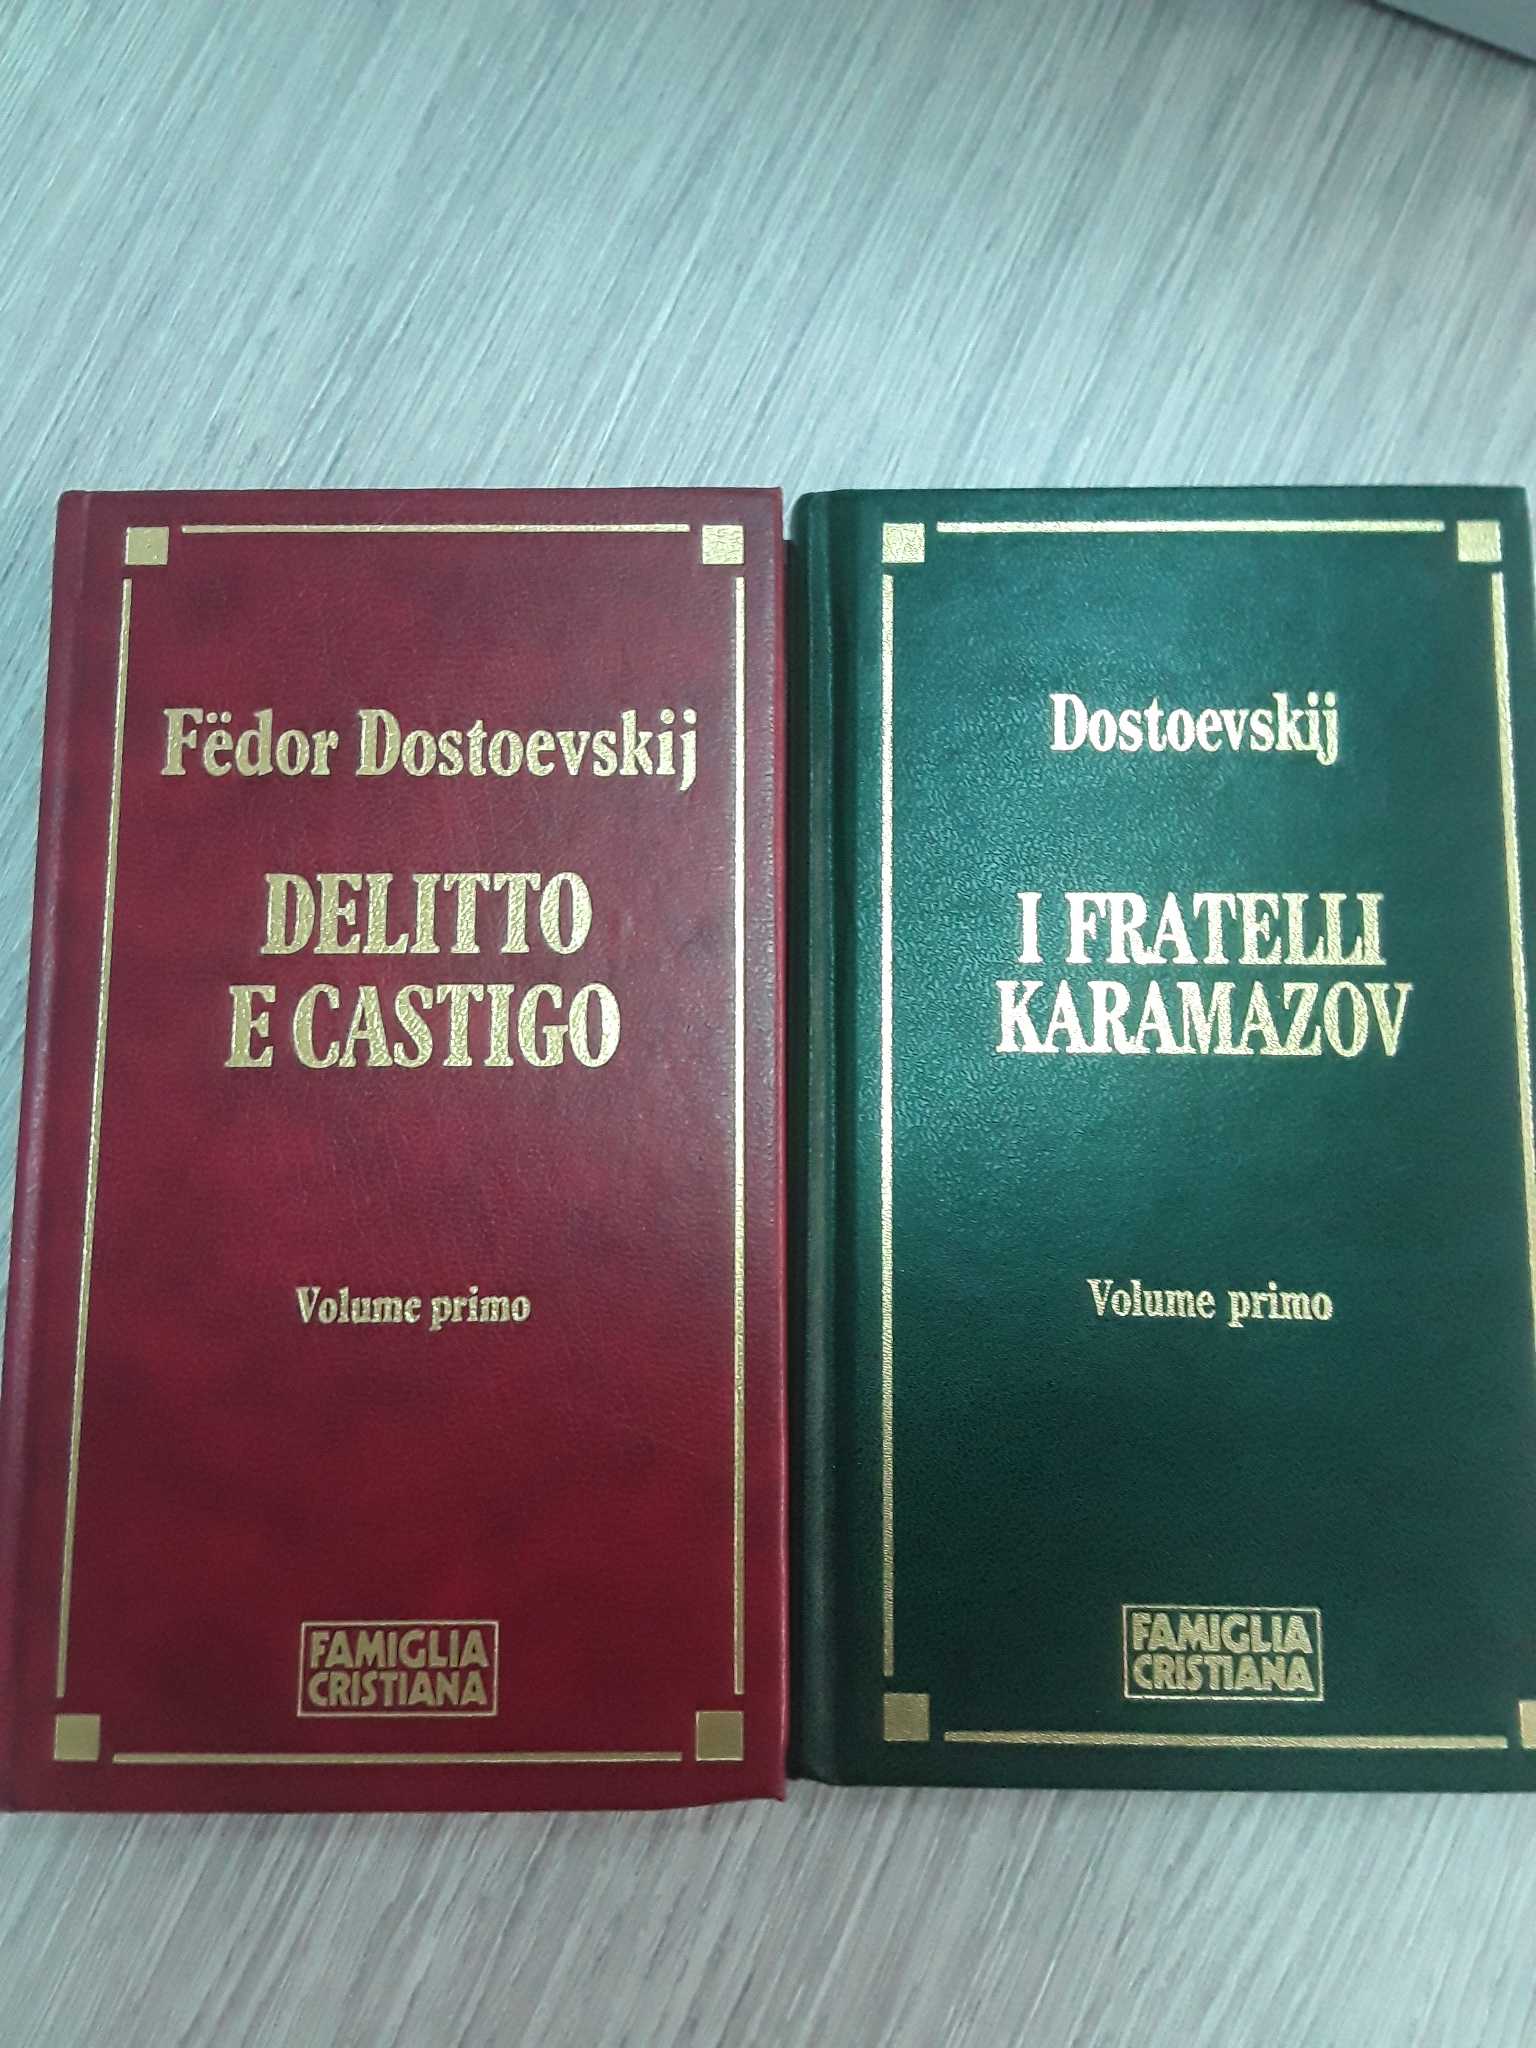 Fëdor Dostoevskij
DELITTO
E CASTIGO
Volume primo
FAMIGLIA
CRISTIANA
Dostoevskij
I FRATELLI
KARAMAZOV
Volume primo
FAMIGLIA
CRISTIANA